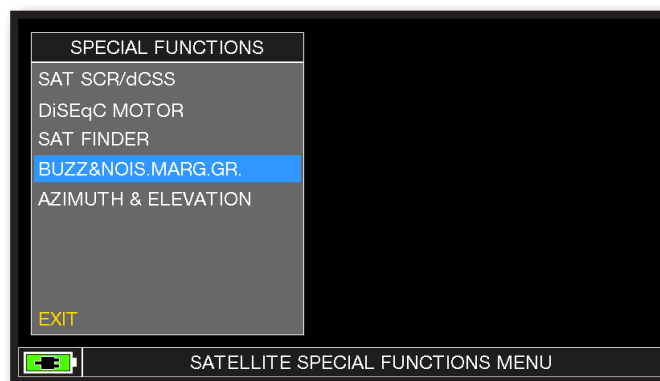 SPECIAL FUNCTIONS
SAT SCR/dCSS
DiSEqC MOTOR
SAT FINDER
BUZZ&NOIS.MARG.GR.
AZIMUTH & ELEVATION
EXIT
SATELLITE SPECIAL FUNCTIONS MENU